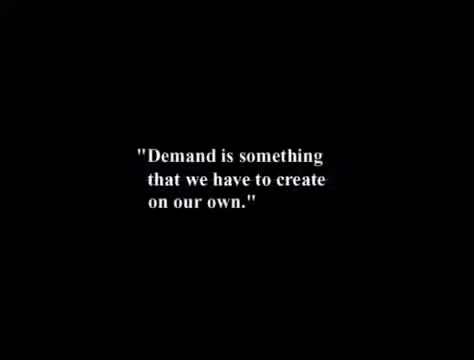 "Demand is something
that we have to create
on our own."